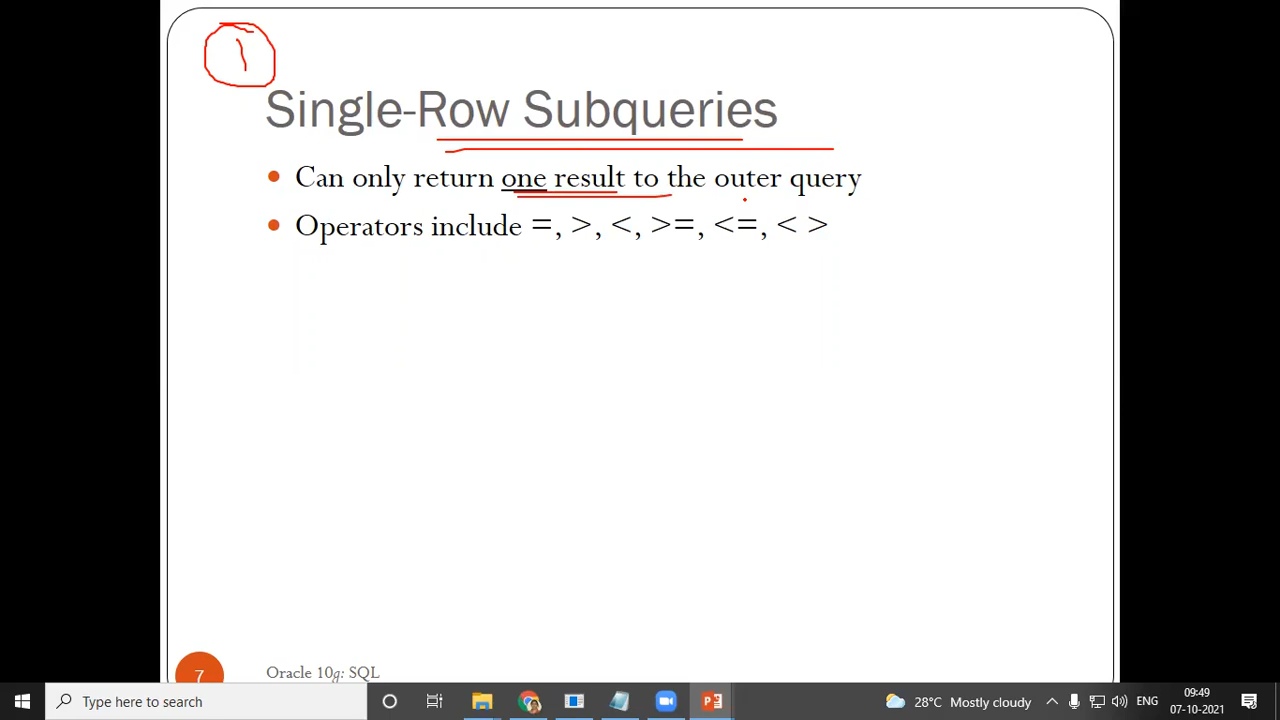 1
Single-Row Subqueries
• Can only return one result to the outer query
• Operators include =, >, <, >=, <=, < >
7
Oracle 10g: SQL
Type here to search
28°C Mostly cloudy
ENG
09:49
07-10-2021